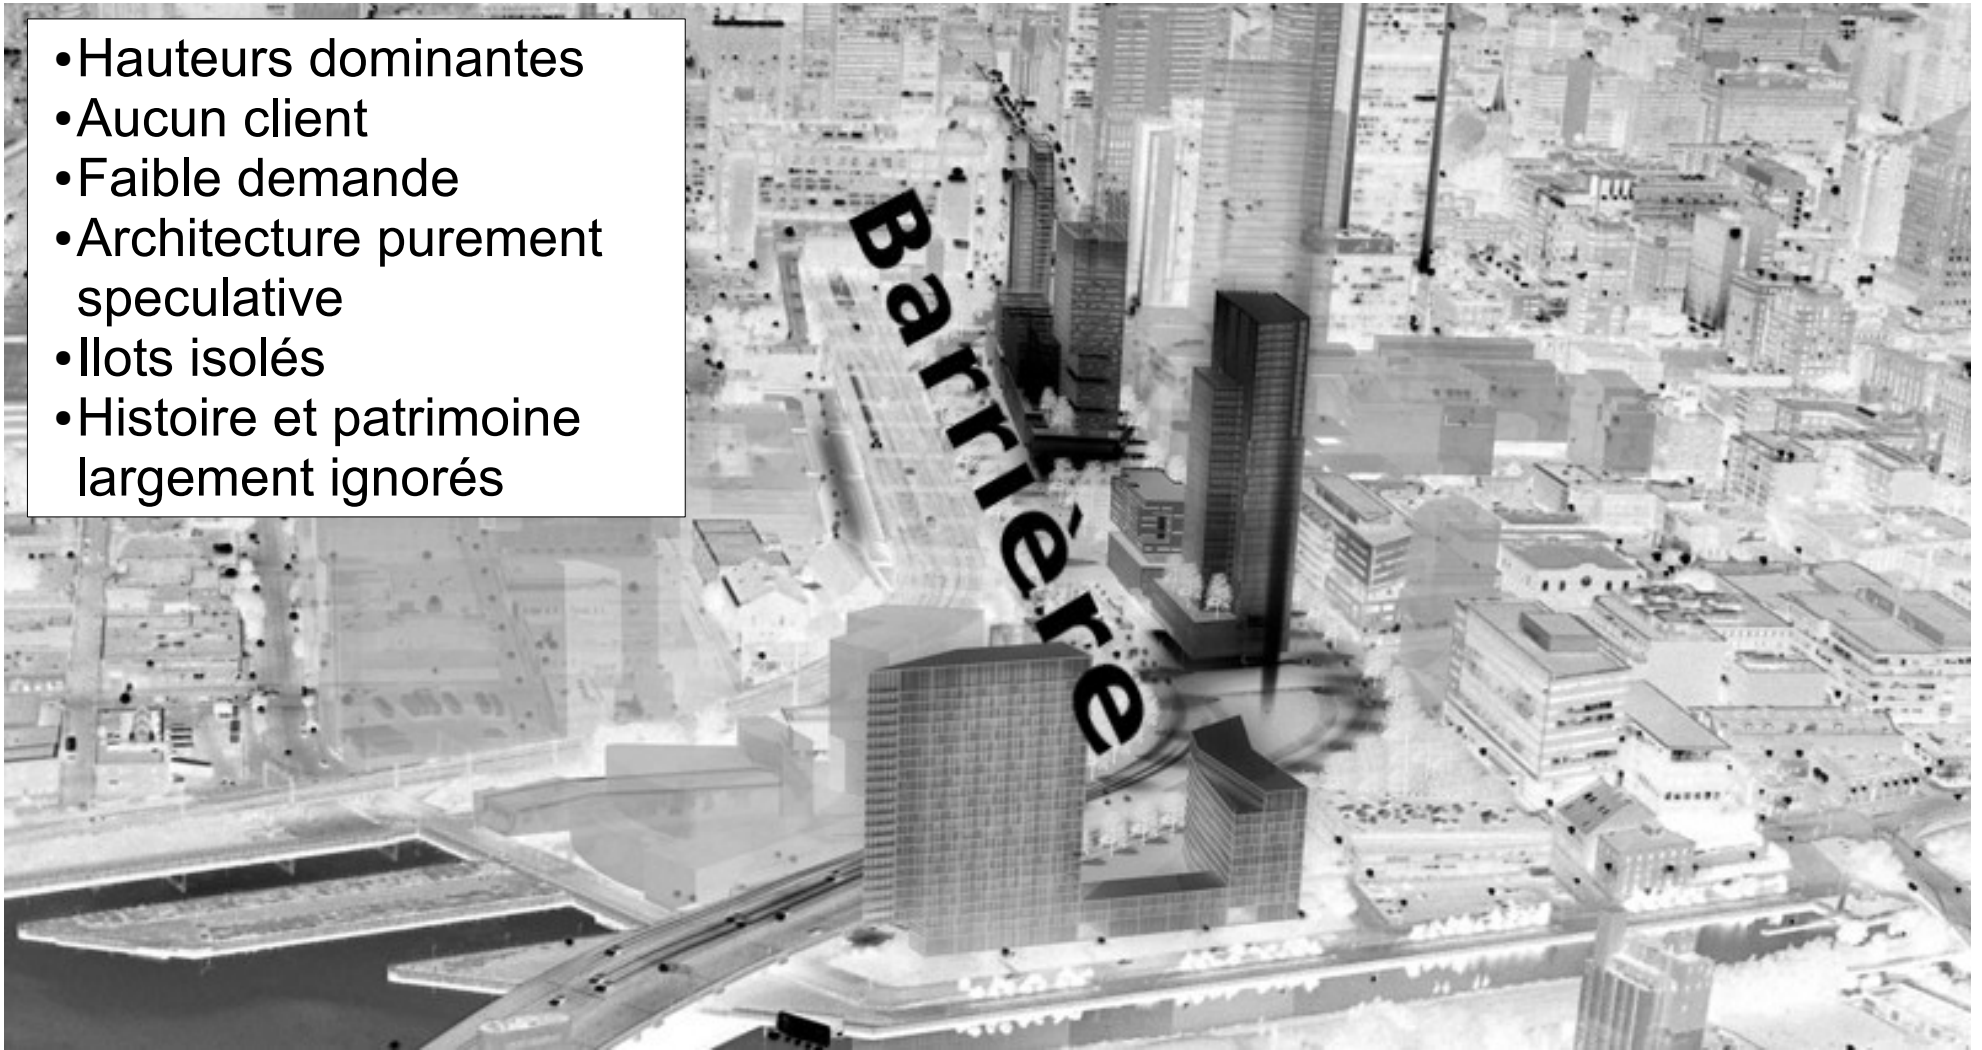 •Hauteurs dominantes
•Aucun client
•Faible demande
•Architecture purement
speculative
•Ilots isolés
•Histoire et patrimoine
largement ignorés
Barrière